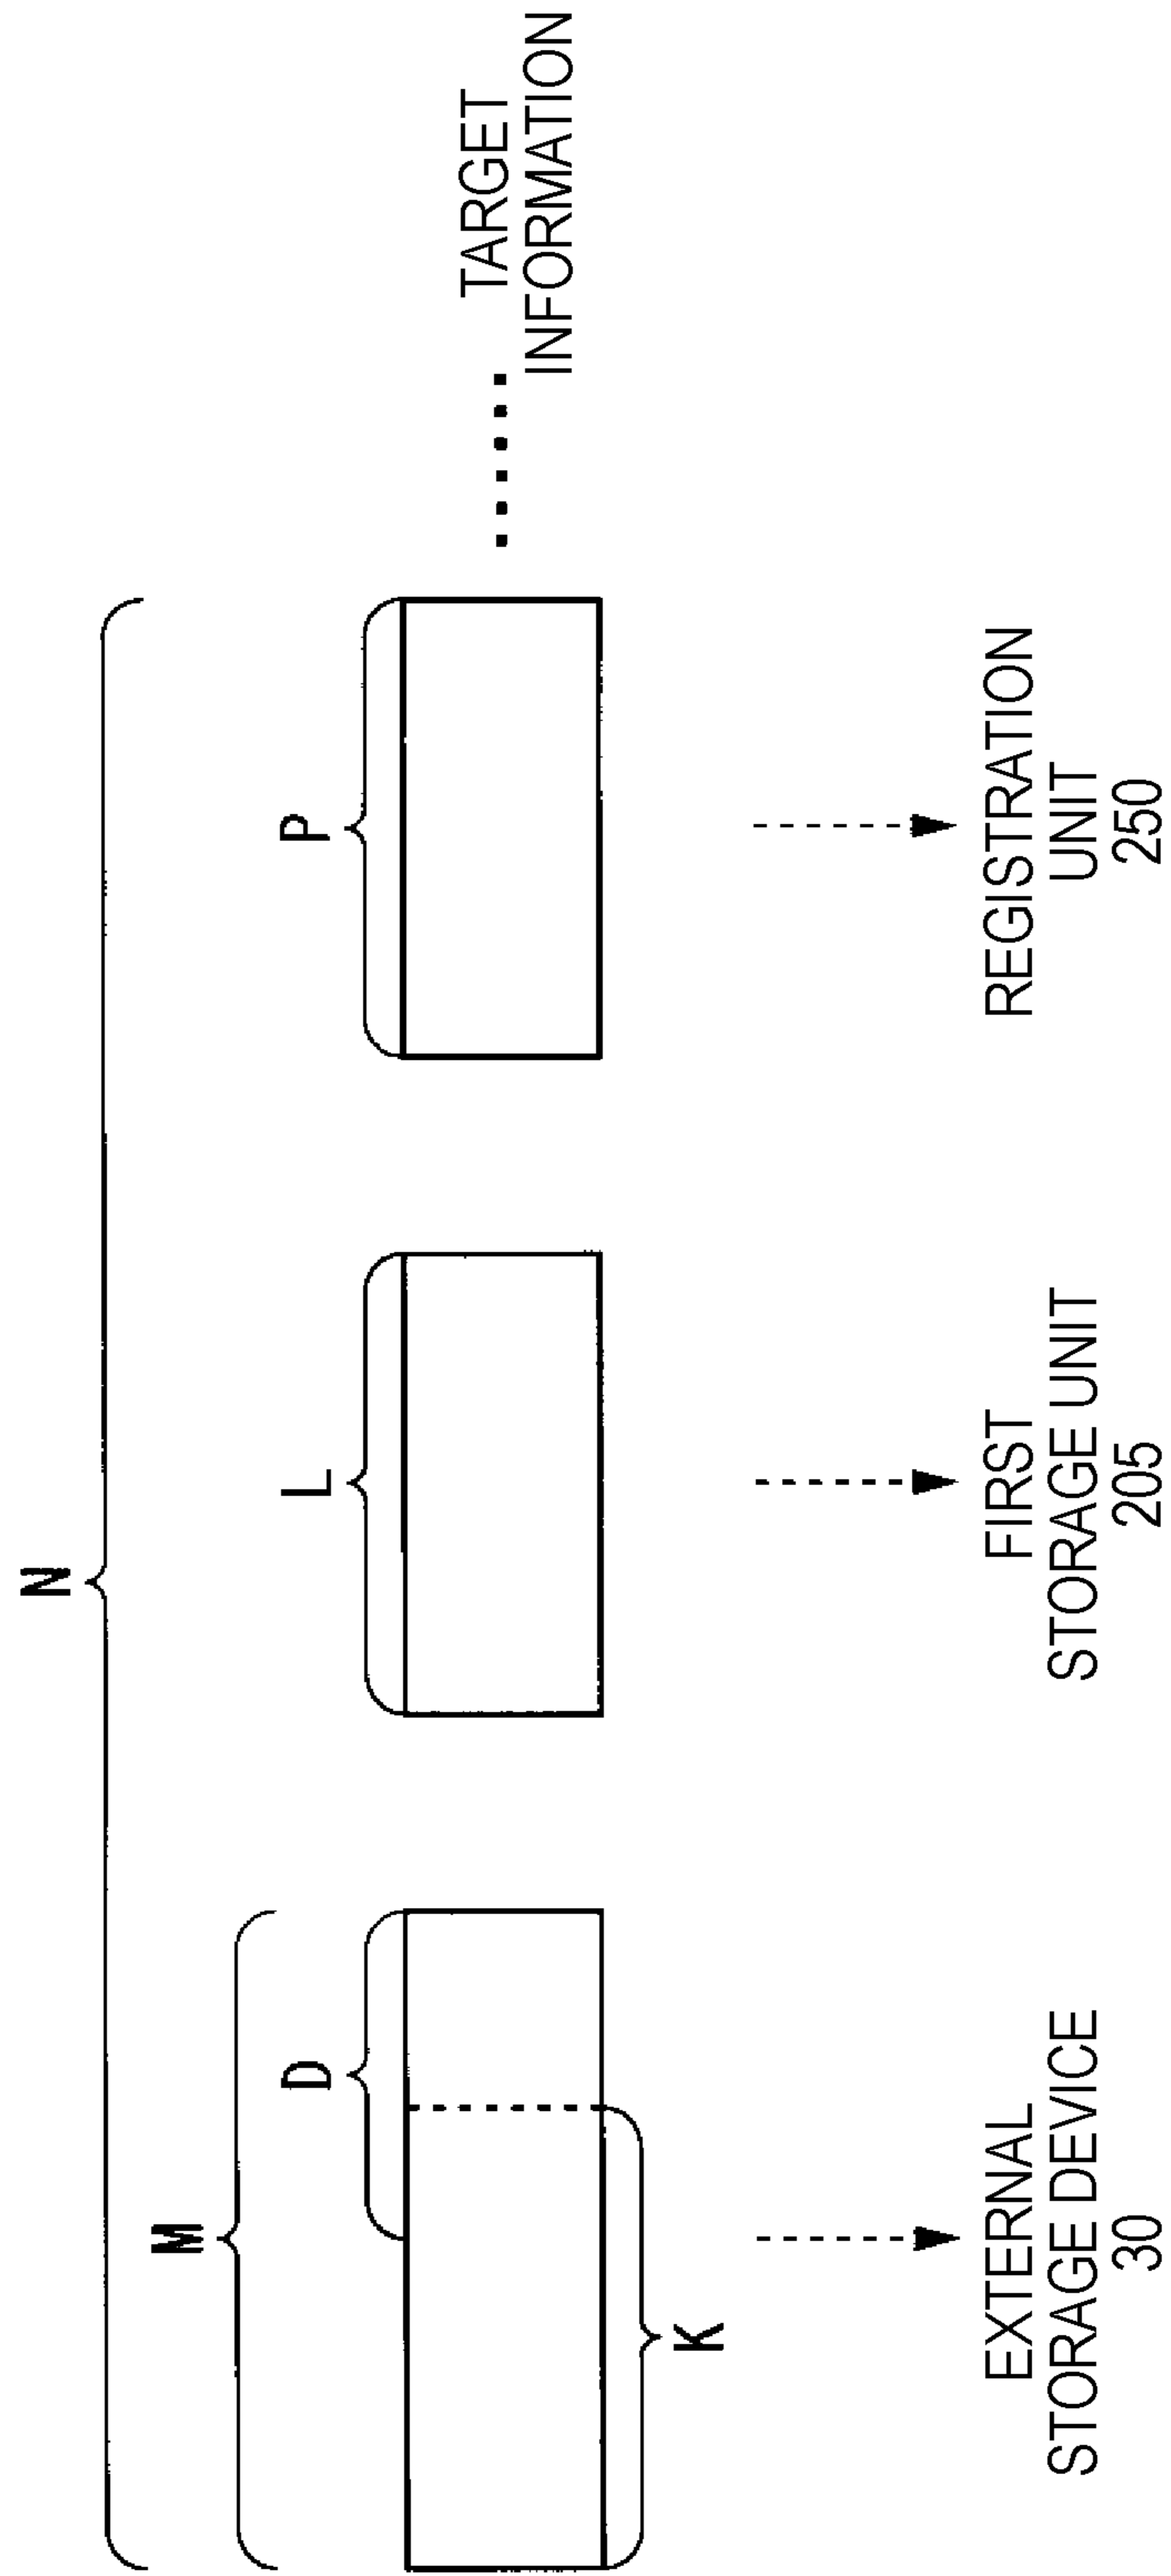 N
M
D
L
P
K
TARGET
INFORMATION
EXTERNAL
STORAGE DEVICE
30
FIRST
STORAGE UNIT
205
REGISTRATION
UNIT
250